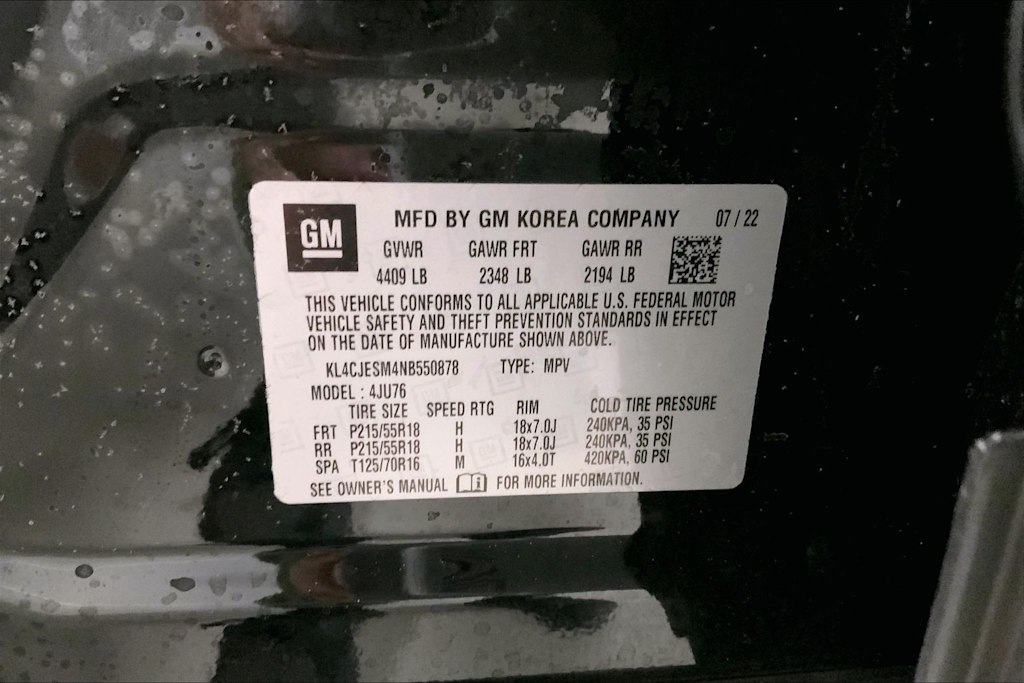 GM MFD BY GM KOREA COMPANY 07 / 22
GVWR GAWR FRT GAWR RR
4409 LB 2348 LB 2194 LB
THIS VEHICLE CONFORMS TO ALL APPLICABLE U.S. FEDERAL MOTOR
VEHICLE SAFETY AND THEFT PREVENTION STANDARDS IN EFFECT
ON THE DATE OF MANUFACTURE SHOWN ABOVE.
KL4CJESM4NB550878 TYPE: MPV
MODEL : 4JU76
TIRE SIZE SPEED RTG RIM COLD TIRE PRESSURE
FRT P215/55R18 H 18x7.0J 240KPA, 35 PSI
RR P215/55R18 H 18x7.0J 240KPA, 35 PSI
SPA T125/70R16 M 16x4.0T 420KPA, 60 PSI
SEE OWNER'S MANUAL i FOR MORE INFORMATION.